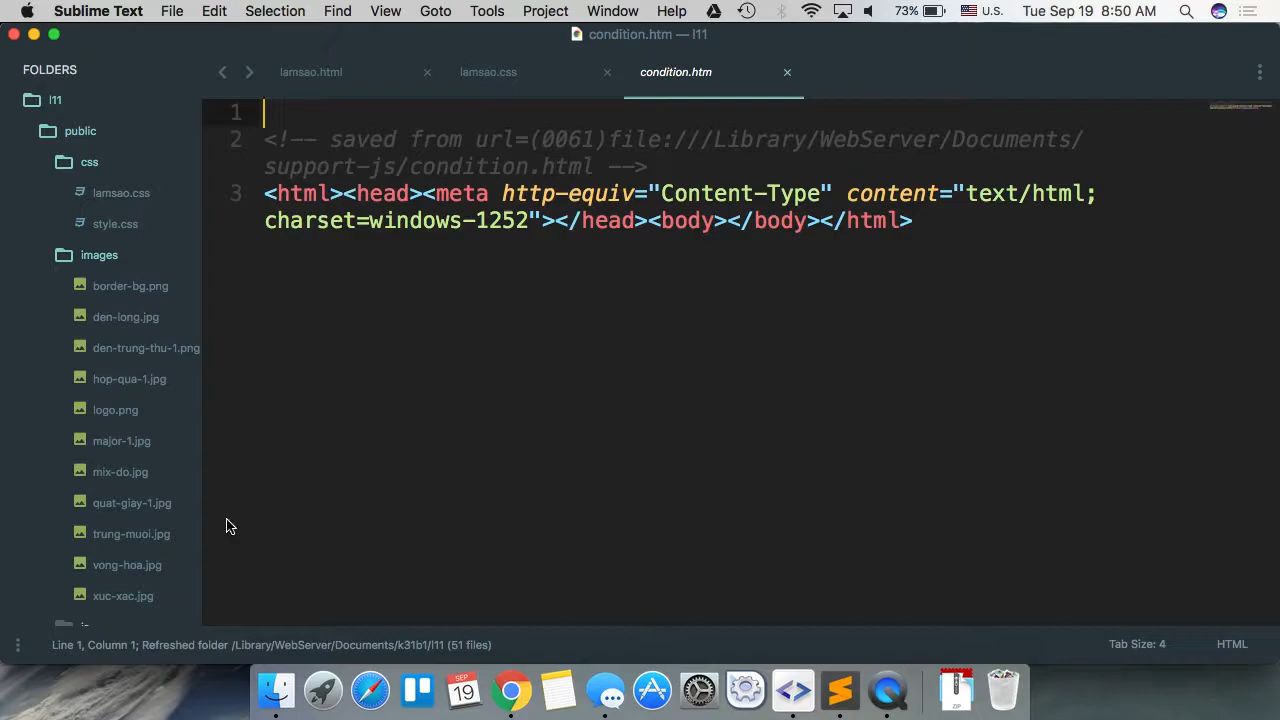 Sublime Text File Edit Selection Find View Goto Tools Project Window Help 73% U.S. Tue Sep 19 8:50 AM
condition.htm — l11
FOLDERS
l11
public
css
lamsao.css
style.css
images
border-bg.png
den-long.jpg
den-trung-thu-1.png
hop-qua-1.jpg
logo.png
major-1.jpg
mix-do.jpg
quat-giay-1.jpg
trung-muoi.jpg
vong-hoa.jpg
xuc-xac.jpg
lamsao.html lamsao.css condition.htm
1
2 <!-- saved from url=(0061)file:///Library/WebServer/Documents/
support-js/condition.html -->
3 <html><head><meta http-equiv="Content-Type" content="text/html;
charset=windows-1252"></head><body></body></html>
Line 1, Column 1; Refreshed folder /Library/WebServer/Documents/k31b1/l11 (51 files) Tab Size: 4 HTML
SEP
19
ZIP